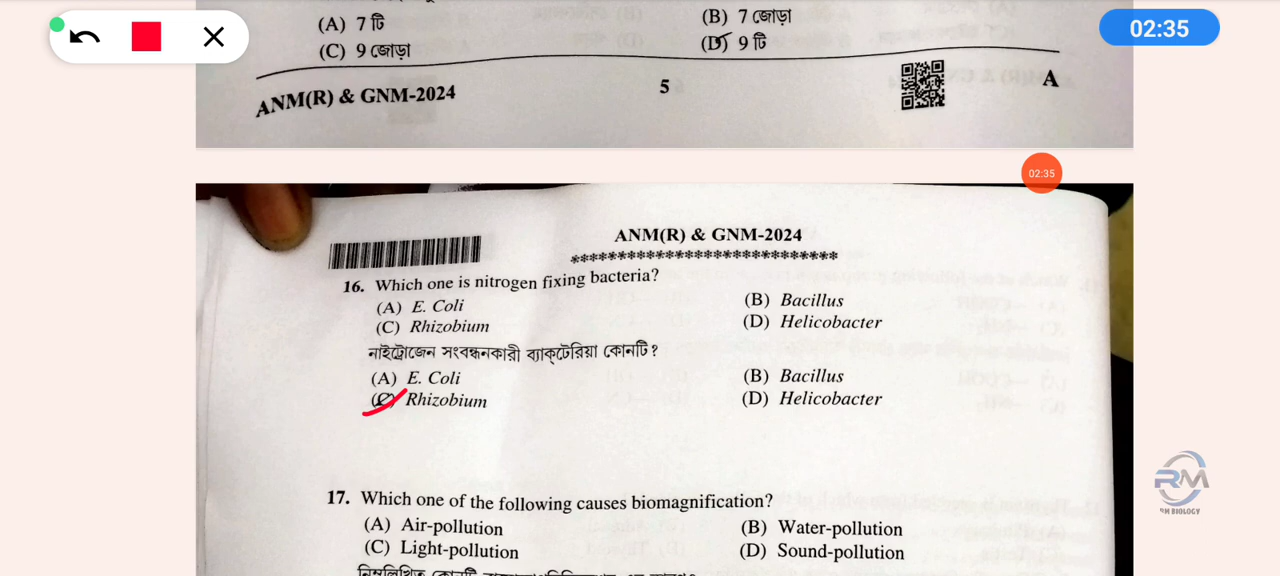 02:35
(A) 7 টি
(B) 7 জোড়া
(C) 9 জোড়া
(D) 9 টি
ANM(R) & GNM-2024
5
A
02:35
ANM(R) & GNM-2024
****************************
16. Which one is nitrogen fixing bacteria?
(A) E. Coli
(B) Bacillus
(C) Rhizobium
(D) Helicobacter
নাইট্রোজেন সংবন্ধনকারী ব্যাক্‌টেরিয়া কোনটি?
(A) E. Coli
(B) Bacillus
(C) Rhizobium
(D) Helicobacter
17. Which one of the following causes biomagnification?
(A) Air-pollution
(B) Water-pollution
(C) Light-pollution
(D) Sound-pollution
নিম্নলিখিত কোনটি
RM
RM BIOLOGY